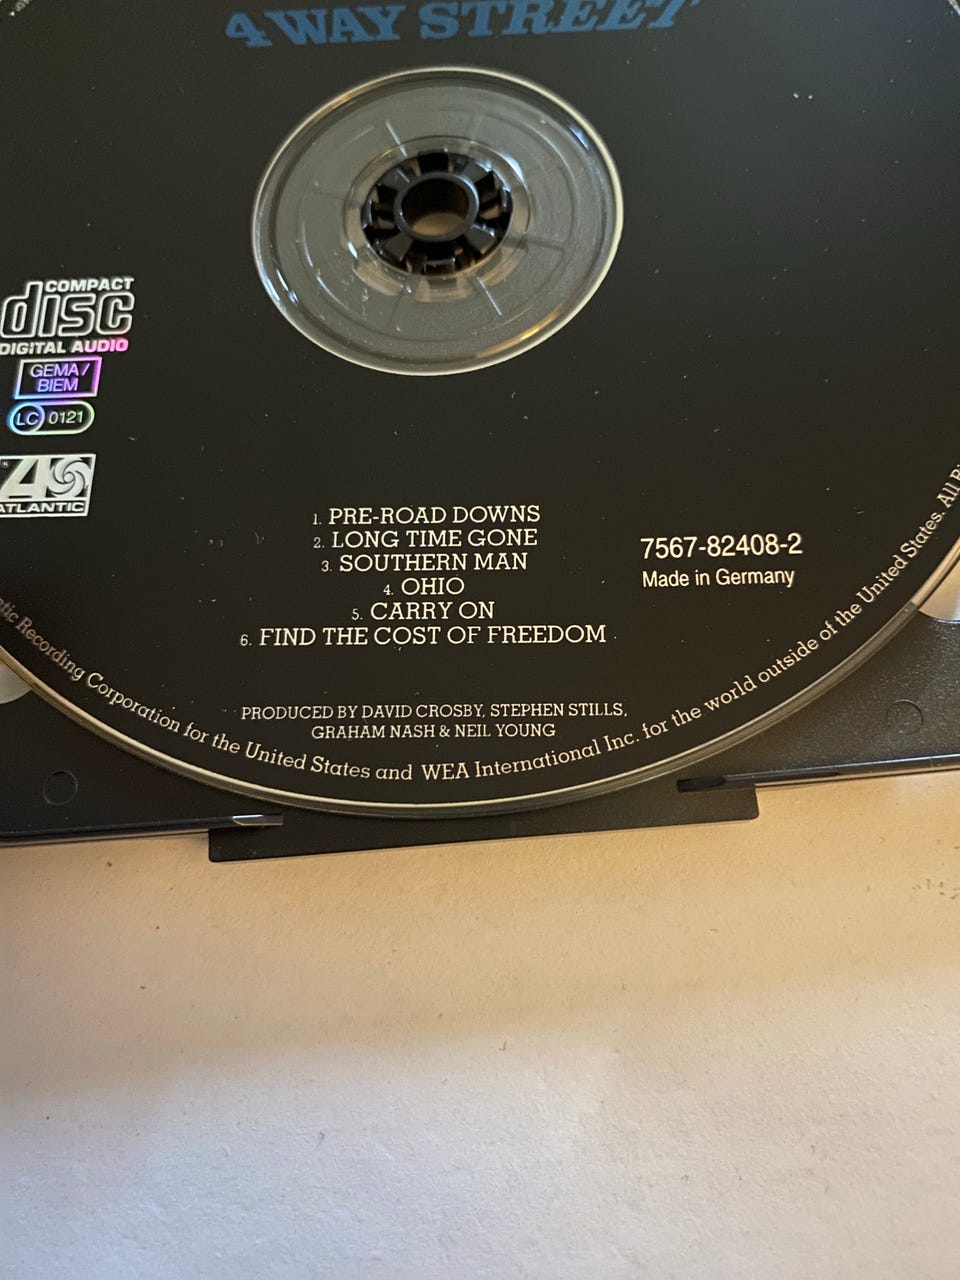 4 WAY STREET
COMPACT
disc
DIGITAL AUDIO
GEMA/
BIEM
LC 0121
ATLANTIC
1. PRE-ROAD DOWNS
2. LONG TIME GONE
3. SOUTHERN MAN
4. OHIO
5. CARRY ON
6. FIND THE COST OF FREEDOM
7567-82408-2
Made in Germany
PRODUCED BY DAVID CROSBY, STEPHEN STILLS,
GRAHAM NASH & NEIL YOUNG
Recording Corporation for the United States and WEA International Inc. for the world outside of the United States. All